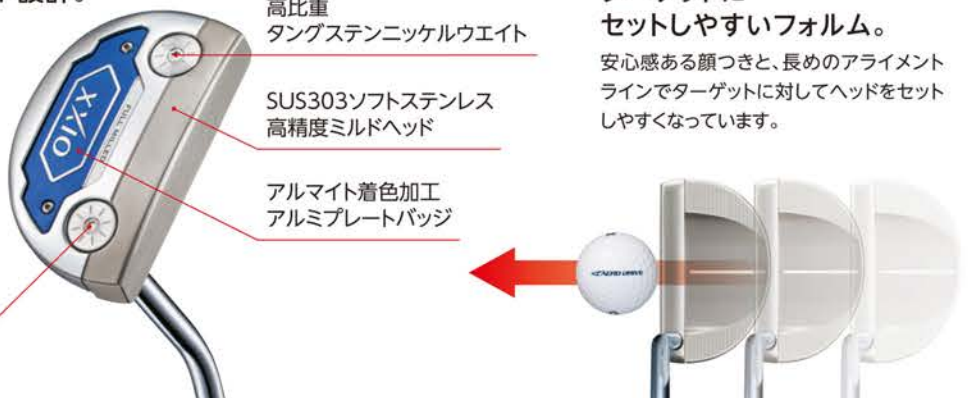 設計。
高比重
タングステンニッケルウエイト
SUS303ソフトステンレス
高精度ミルドヘッド
アルマイト着色加工
アルミプレートバッジ
XXIO
FULL MILLED
セットしやすいフォルム。
安心感ある顔つきと、長めのアライメント
ラインでターゲットに対してヘッドをセット
しやすくなっています。
AERO DRIVE